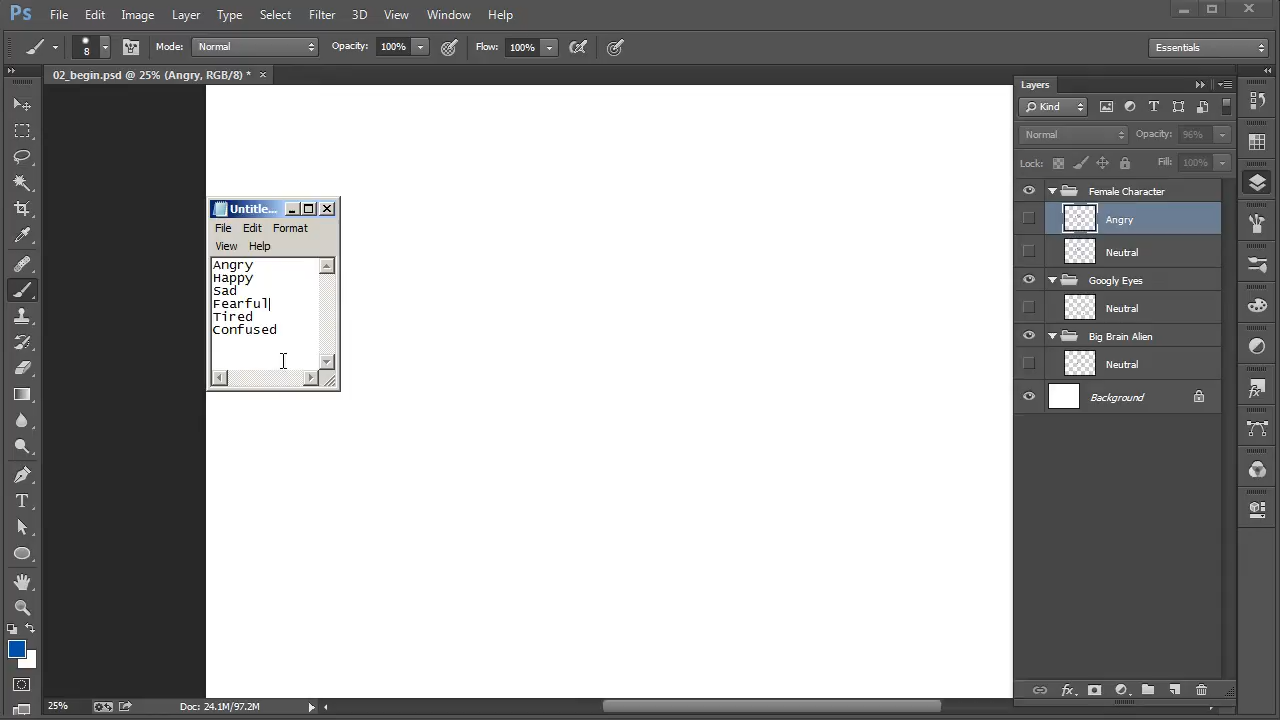 Ps File Edit Image Layer Type Select Filter 3D View Window Help
8 Mode: Normal Opacity: 100% Flow: 100% Essentials
02_begin.psd @ 25% (Angry, RGB/8) *
Layers
Kind
Normal Opacity: 96%
Lock: Fill: 100%
Female Character
Angry
Neutral
Googly Eyes
Neutral
Big Brain Alien
Neutral
Background
Untitle...
File Edit Format
View Help
Angry
Happy
Sad
Fearful
Tired
Confused
25% Doc: 24.1M/97.2M